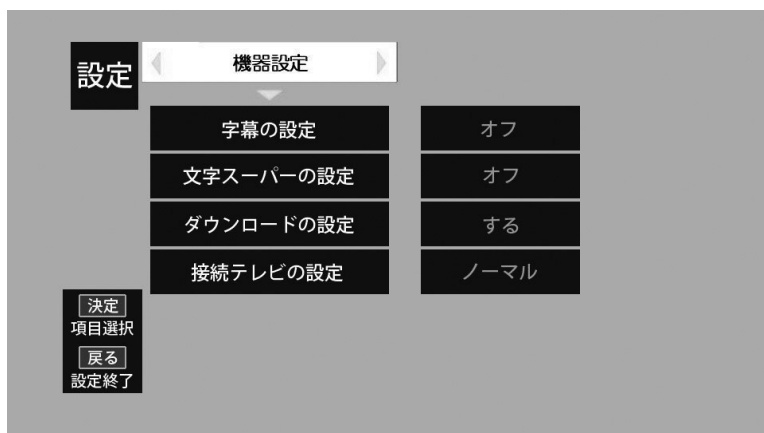 設定
機器設定
字幕の設定 オフ
文字スーパーの設定 オフ
ダウンロードの設定 する
接続テレビの設定 ノーマル
決定
項目選択
戻る
設定終了